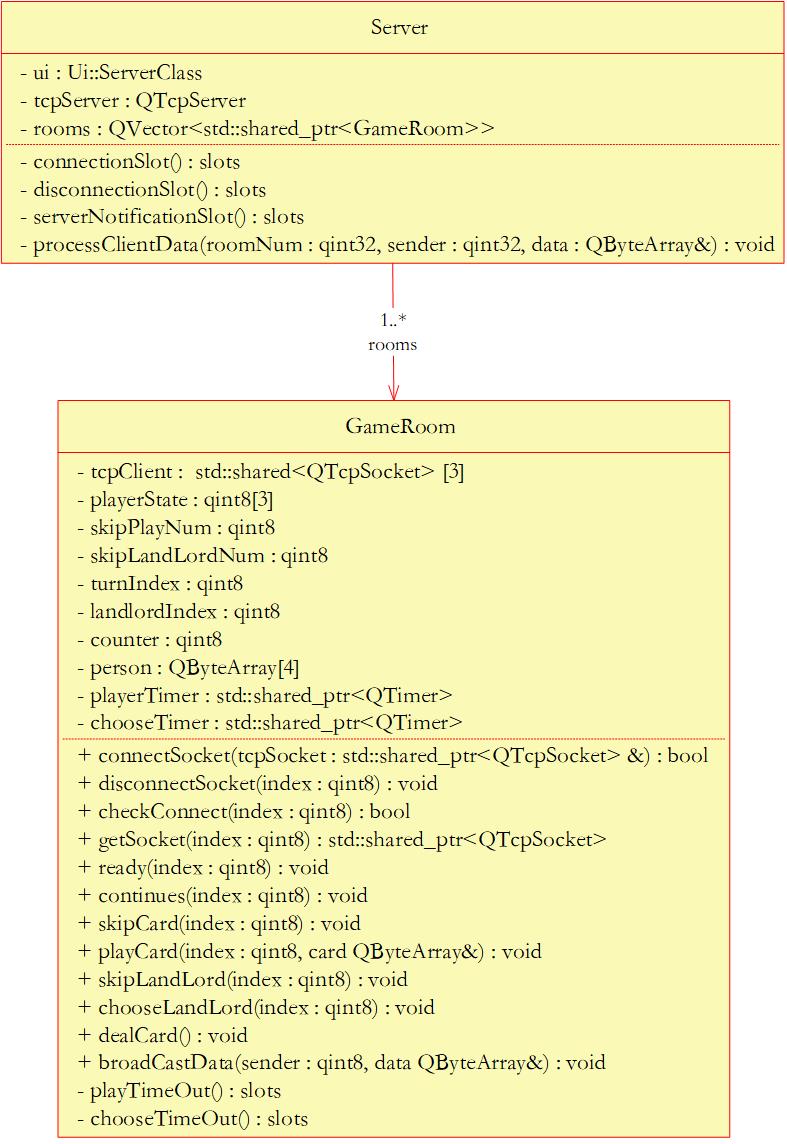 Server
- ui : Ui::ServerClass
- tcpServer : QTcpServer
- rooms : QVector<std::shared_ptr<GameRoom>>
- connectionSlot() : slots
- disconnectionSlot() : slots
- serverNotificationSlot() : slots
- processClientData(roomNum : qint32, sender : qint32, data : QByteArray&) : void
1..*
rooms
GameRoom
- tcpClient : std::shared<QTcpSocket> [3]
- playerState : qint8[3]
- skipPlayNum : qint8
- skipLandLordNum : qint8
- turnIndex : qint8
- landlordIndex : qint8
- counter : qint8
- person : QByteArray[4]
- playerTimer : std::shared_ptr<QTimer>
- chooseTimer : std::shared_ptr<QTimer>
+ connectSocket(tcpSocket : std::shared_ptr<QTcpSocket> &) : bool
+ disconnectSocket(index : qint8) : void
+ checkConnect(index : qint8) : bool
+ getSocket(index : qint8) : std::shared_ptr<QTcpSocket>
+ ready(index : qint8) : void
+ continues(index : qint8) : void
+ skipCard(index : qint8) : void
+ playCard(index : qint8, card QByteArray&) : void
+ skipLandLord(index : qint8) : void
+ chooseLandLord(index : qint8) : void
+ dealCard() : void
+ broadCastData(sender : qint8, data QByteArray&) : void
- playTimeOut() : slots
- chooseTimeOut() : slots